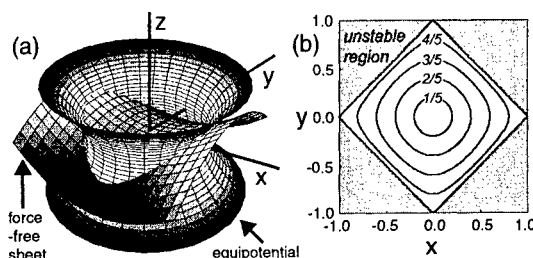 (a)
z
y
x
force
-free
sheet
equipotential
(b)
1.0
0.5
y 0.0
-0.5
-1.0
-1.0 -0.5 0.0 0.5 1.0
x
unstable
region
4/5
3/5
2/5
1/5